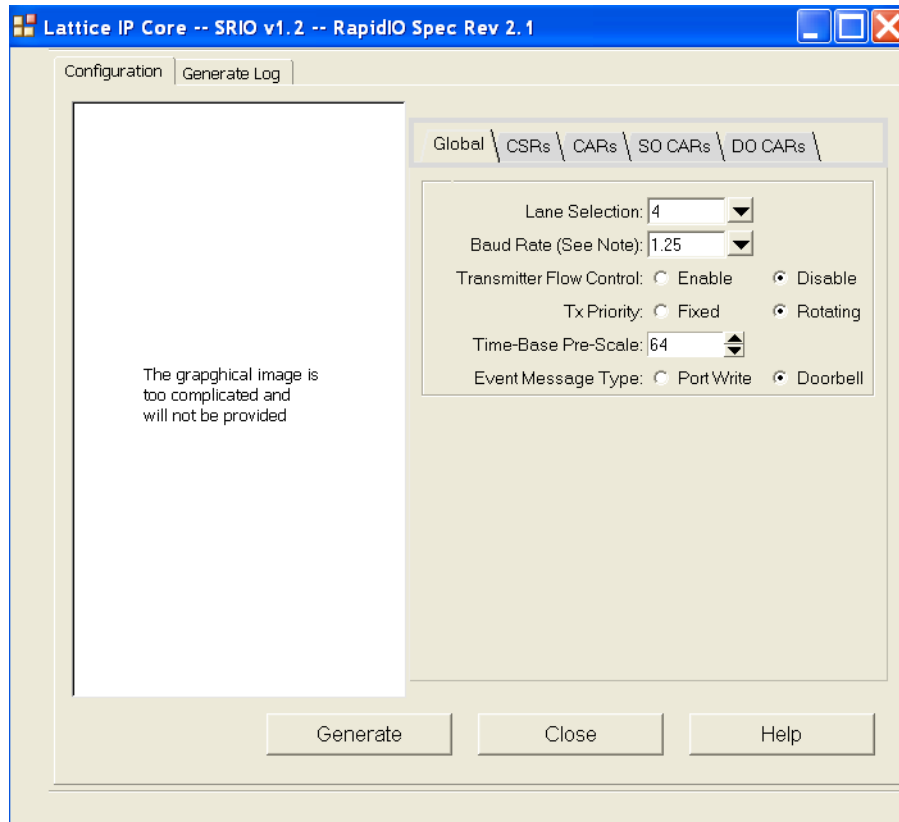 Lattice IP Core -- SRIO v1.2 -- RapidIO Spec Rev 2.1
Configuration Generate Log
Global CSRs CARs SO CARs DO CARs
Lane Selection: 4
Baud Rate (See Note): 1.25
Transmitter Flow Control: Enable Disable
Tx Priority: Fixed Rotating
Time-Base Pre-Scale: 64
Event Message Type: Port Write Doorbell
The grapghical image is
too complicated and
will not be provided
Generate Close Help